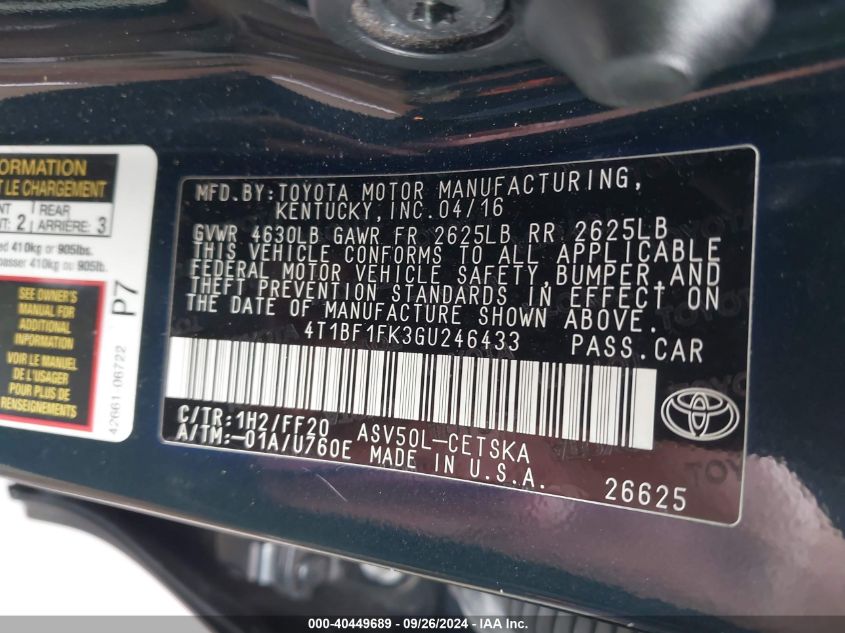 ORMATION
T LE CHARGEMENT
NT REAR
NT: 2 ARRIÈRE: 3
ed 410kg or 905lbs.
passer 410kg ou 905lb.
SEE OWNER'S
MANUAL FOR
ADDITIONAL
INFORMATION
VOIR LE MANUEL
DE L'USAGER
POUR PLUS DE
RENSEIGNEMENTS
P7
42661-06722
MFD.BY:TOYOTA MOTOR MANUFACTURING,
KENTUCKY,INC.04/16
GVWR 4630LB GAWR FR 2625LB RR 2625LB
THIS VEHICLE CONFORMS TO ALL APPLICABLE
FEDERAL MOTOR VEHICLE SAFETY,BUMPER,AND
THEFT PREVENTION STANDARDS IN EFFECT ON
THE DATE OF MANUFACTURE SHOWN ABOVE.
4T1BF1FK3GU246433 PASS.CAR
C/TR:1H2/FF20 ASV50L-CETSKA
A/TM:-01A/U760E MADE IN U.S.A.
26625
000-40449689 - 09/26/2024 - IAA Inc.